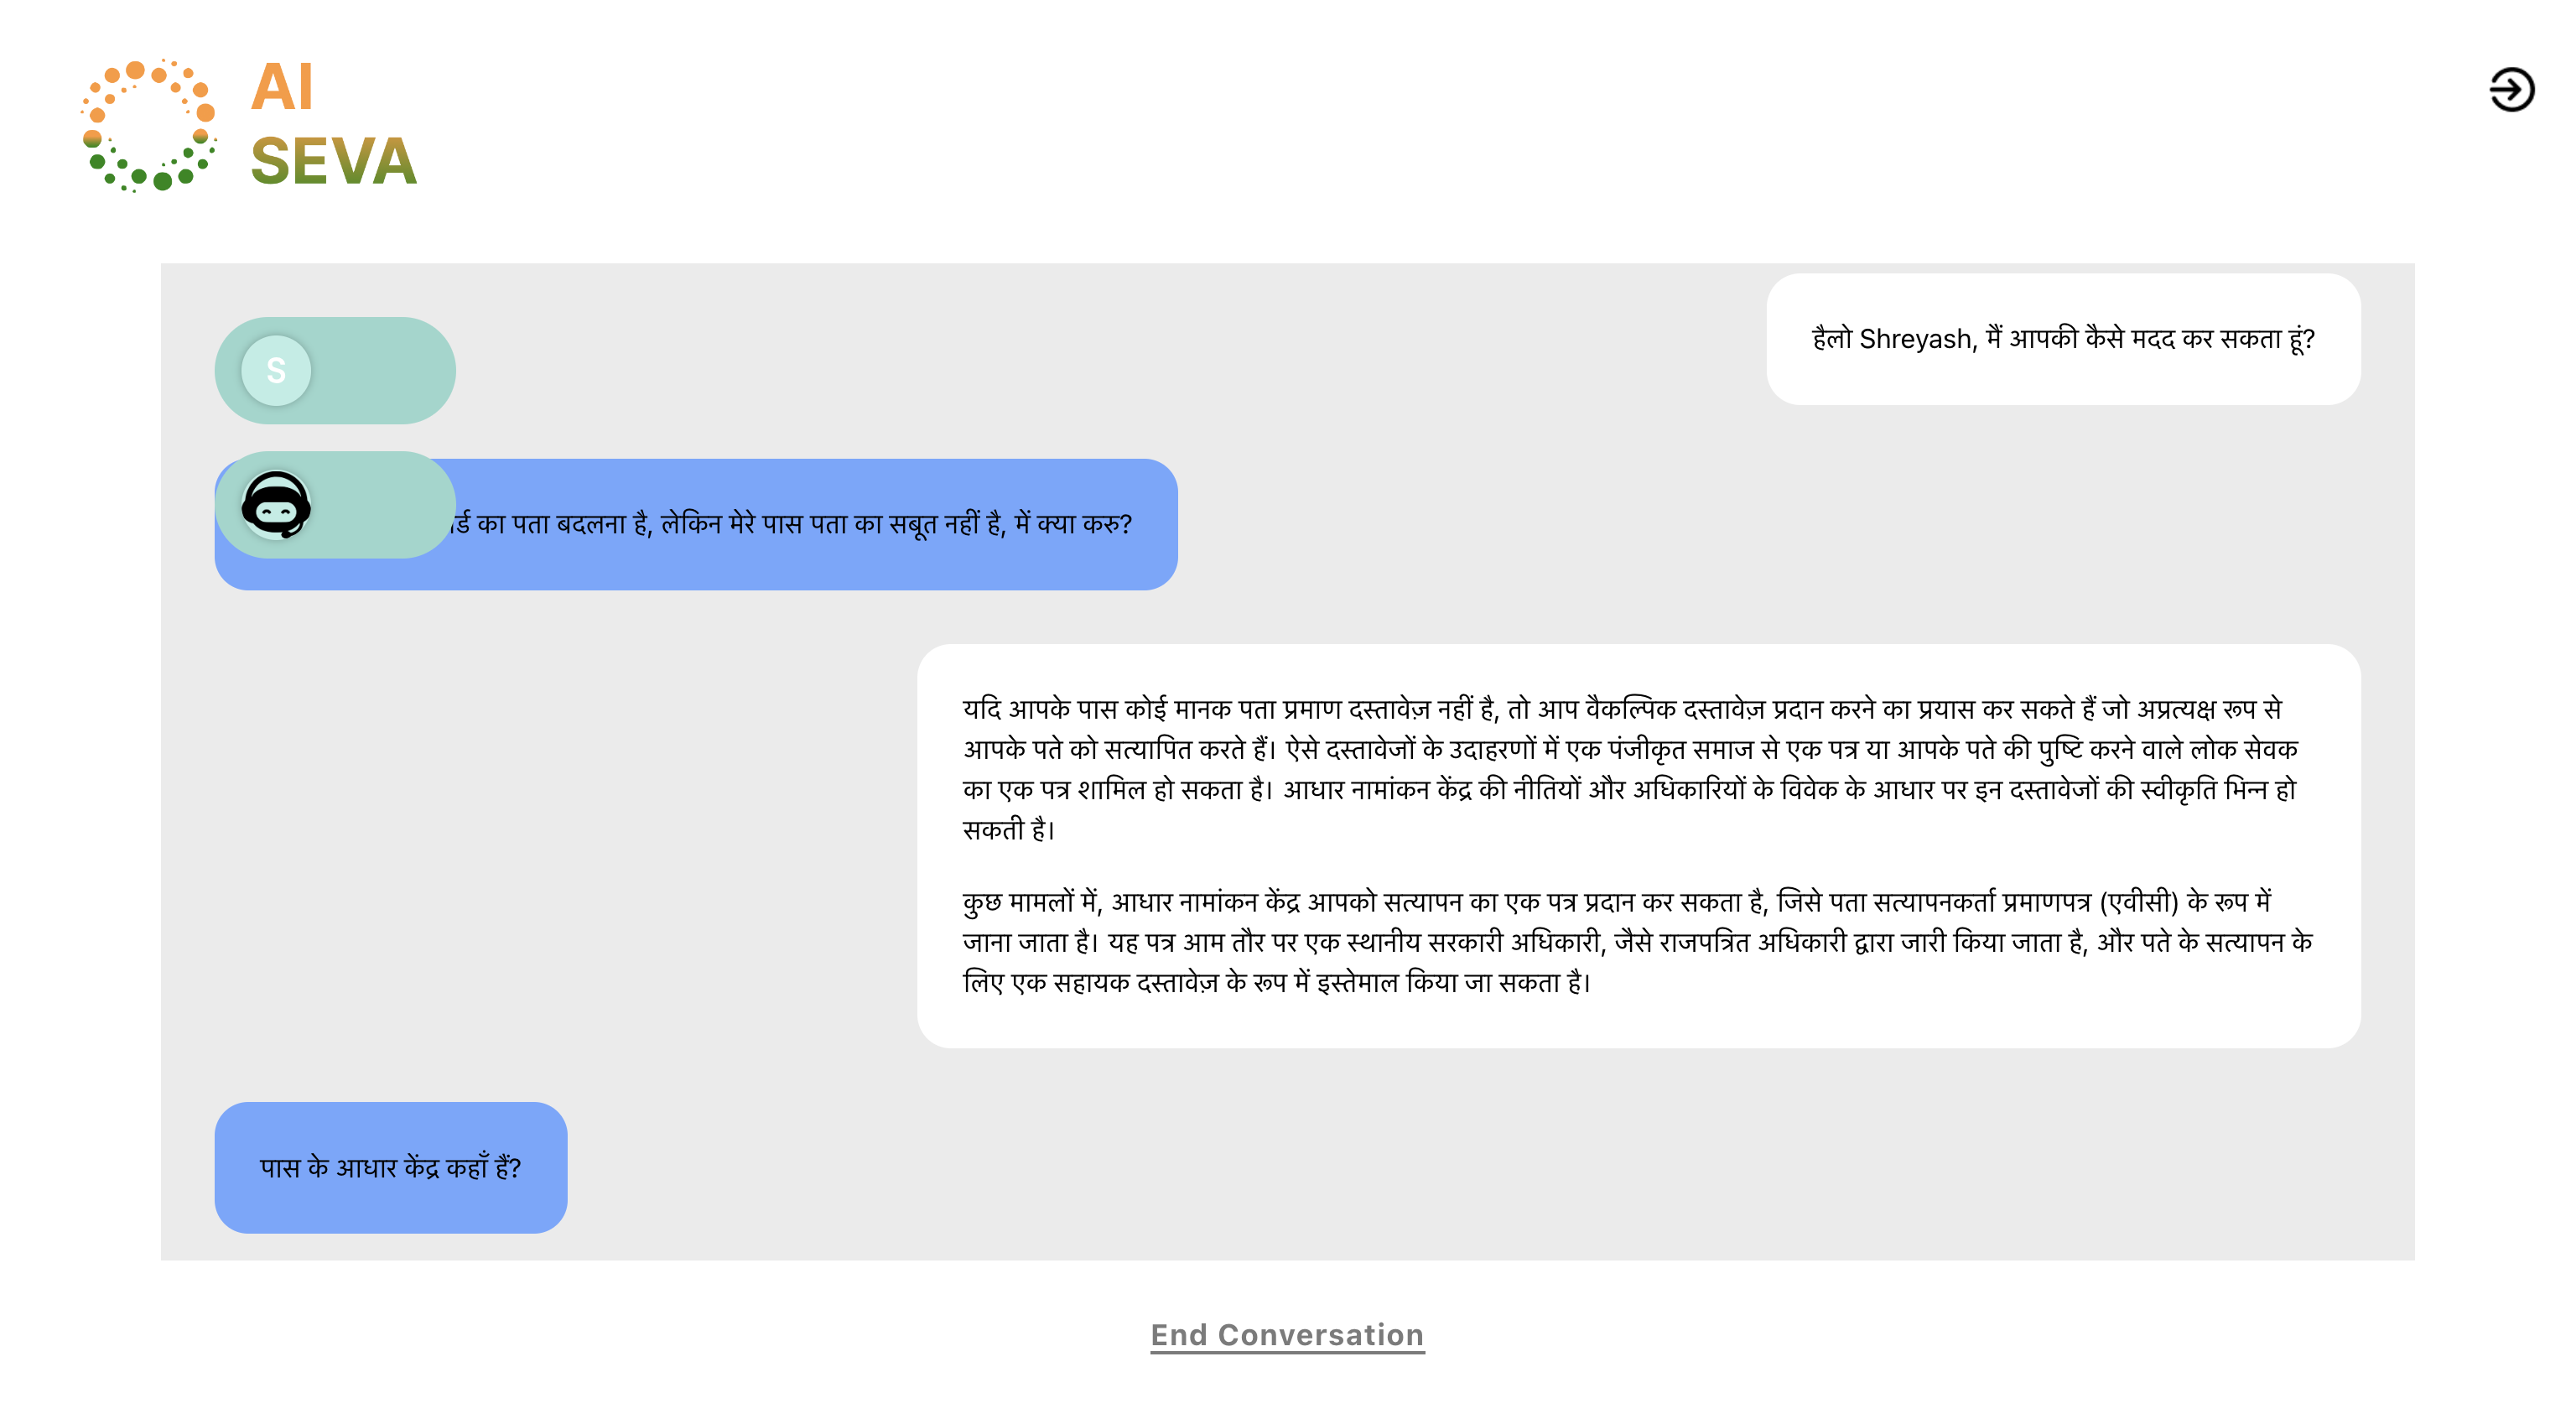 AI
SEVA
हैलो Shreyash, मैं आपकी कैसे मदद कर सकता हूं?
S
का पता बदलना है, लेकिन मेरे पास पता का सबूत नहीं है, में क्या करु?
यदि आपके पास कोई मानक पता प्रमाण दस्तावेज़ नहीं है, तो आप वैकल्पिक दस्तावेज़ प्रदान करने का प्रयास कर सकते हैं जो अप्रत्यक्ष रूप से
आपके पते को सत्यापित करते हैं। ऐसे दस्तावेजों के उदाहरणों में एक पंजीकृत समाज से एक पत्र या आपके पते की पुष्टि करने वाले लोक सेवक
का एक पत्र शामिल हो सकता है। आधार नामांकन केंद्र की नीतियों और अधिकारियों के विवेक के आधार पर इन दस्तावेजों की स्वीकृति भिन्न हो
सकती है।
कुछ मामलों में, आधार नामांकन केंद्र आपको सत्यापन का एक पत्र प्रदान कर सकता है, जिसे पता सत्यापनकर्ता प्रमाणपत्र (एवीसी) के रूप में
जाना जाता है। यह पत्र आम तौर पर एक स्थानीय सरकारी अधिकारी, जैसे राजपत्रित अधिकारी द्वारा जारी किया जाता है, और पते के सत्यापन के
लिए एक सहायक दस्तावेज़ के रूप में इस्तेमाल किया जा सकता है।
पास के आधार केंद्र कहाँ हैं?
End Conversation